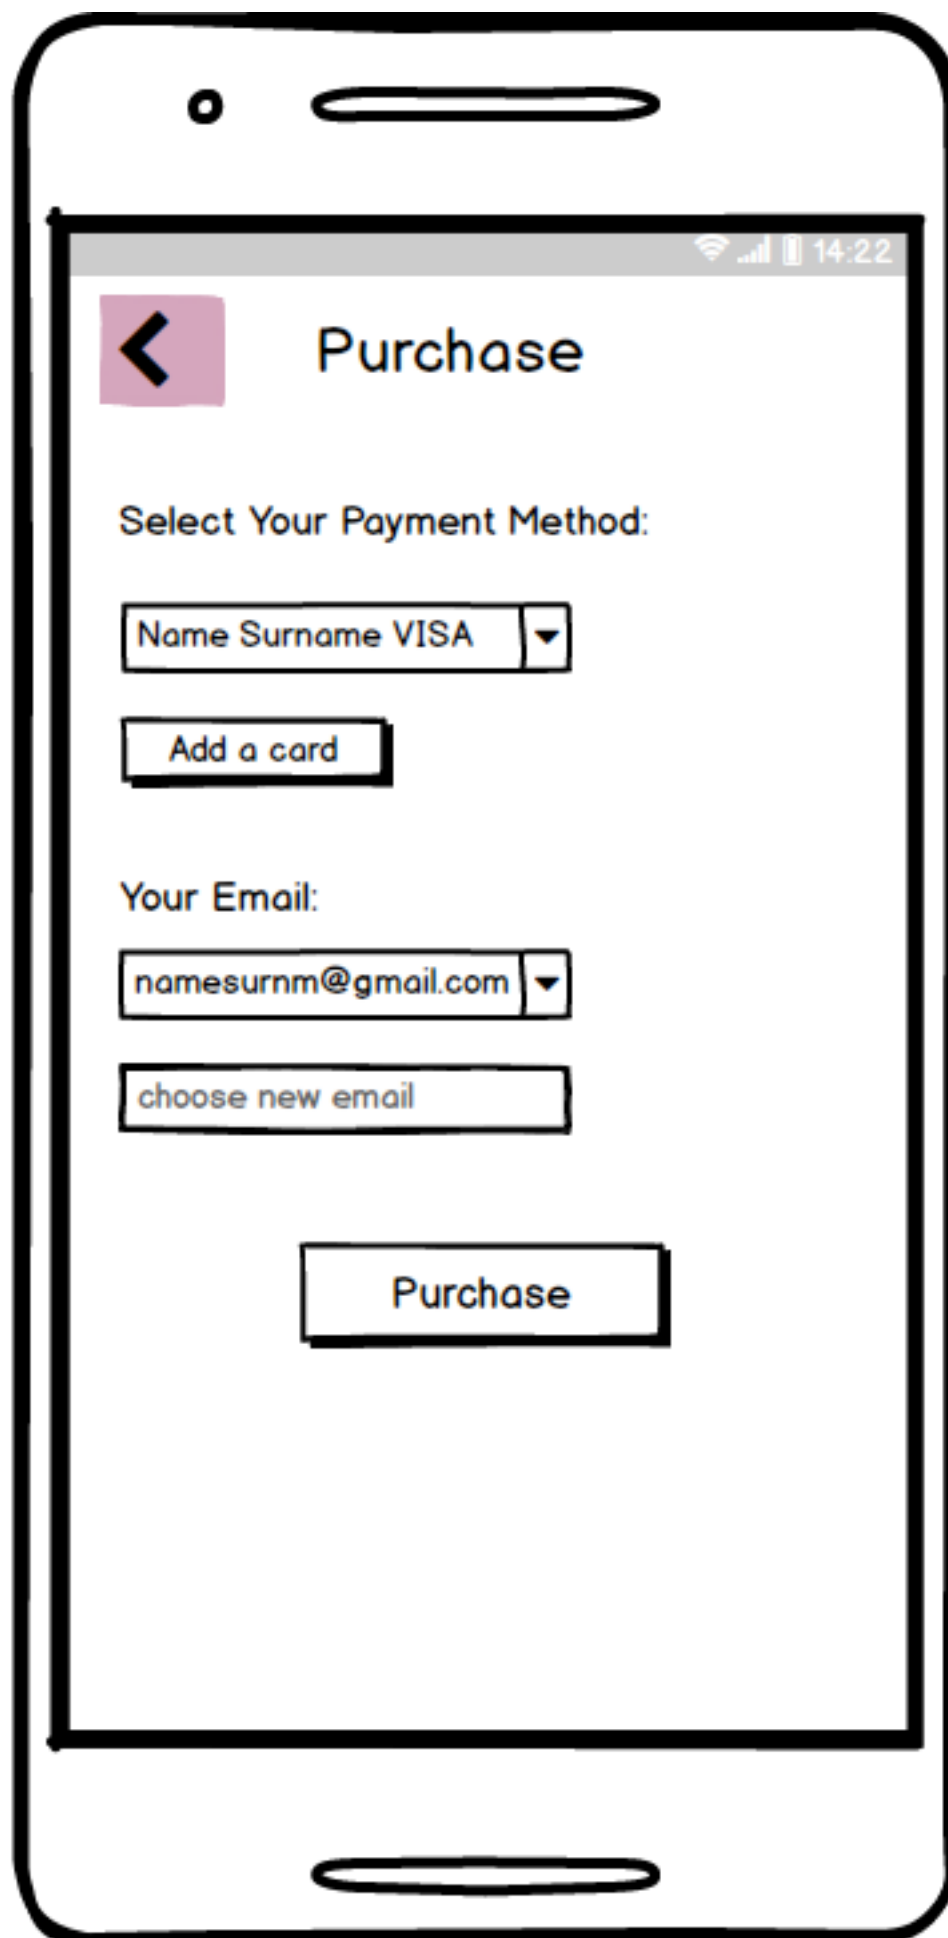 14:22
Purchase
Select Your Payment Method:
Name Surname VISA
Add a card
Your Email:
namesurnm@gmail.com
choose new email
Purchase